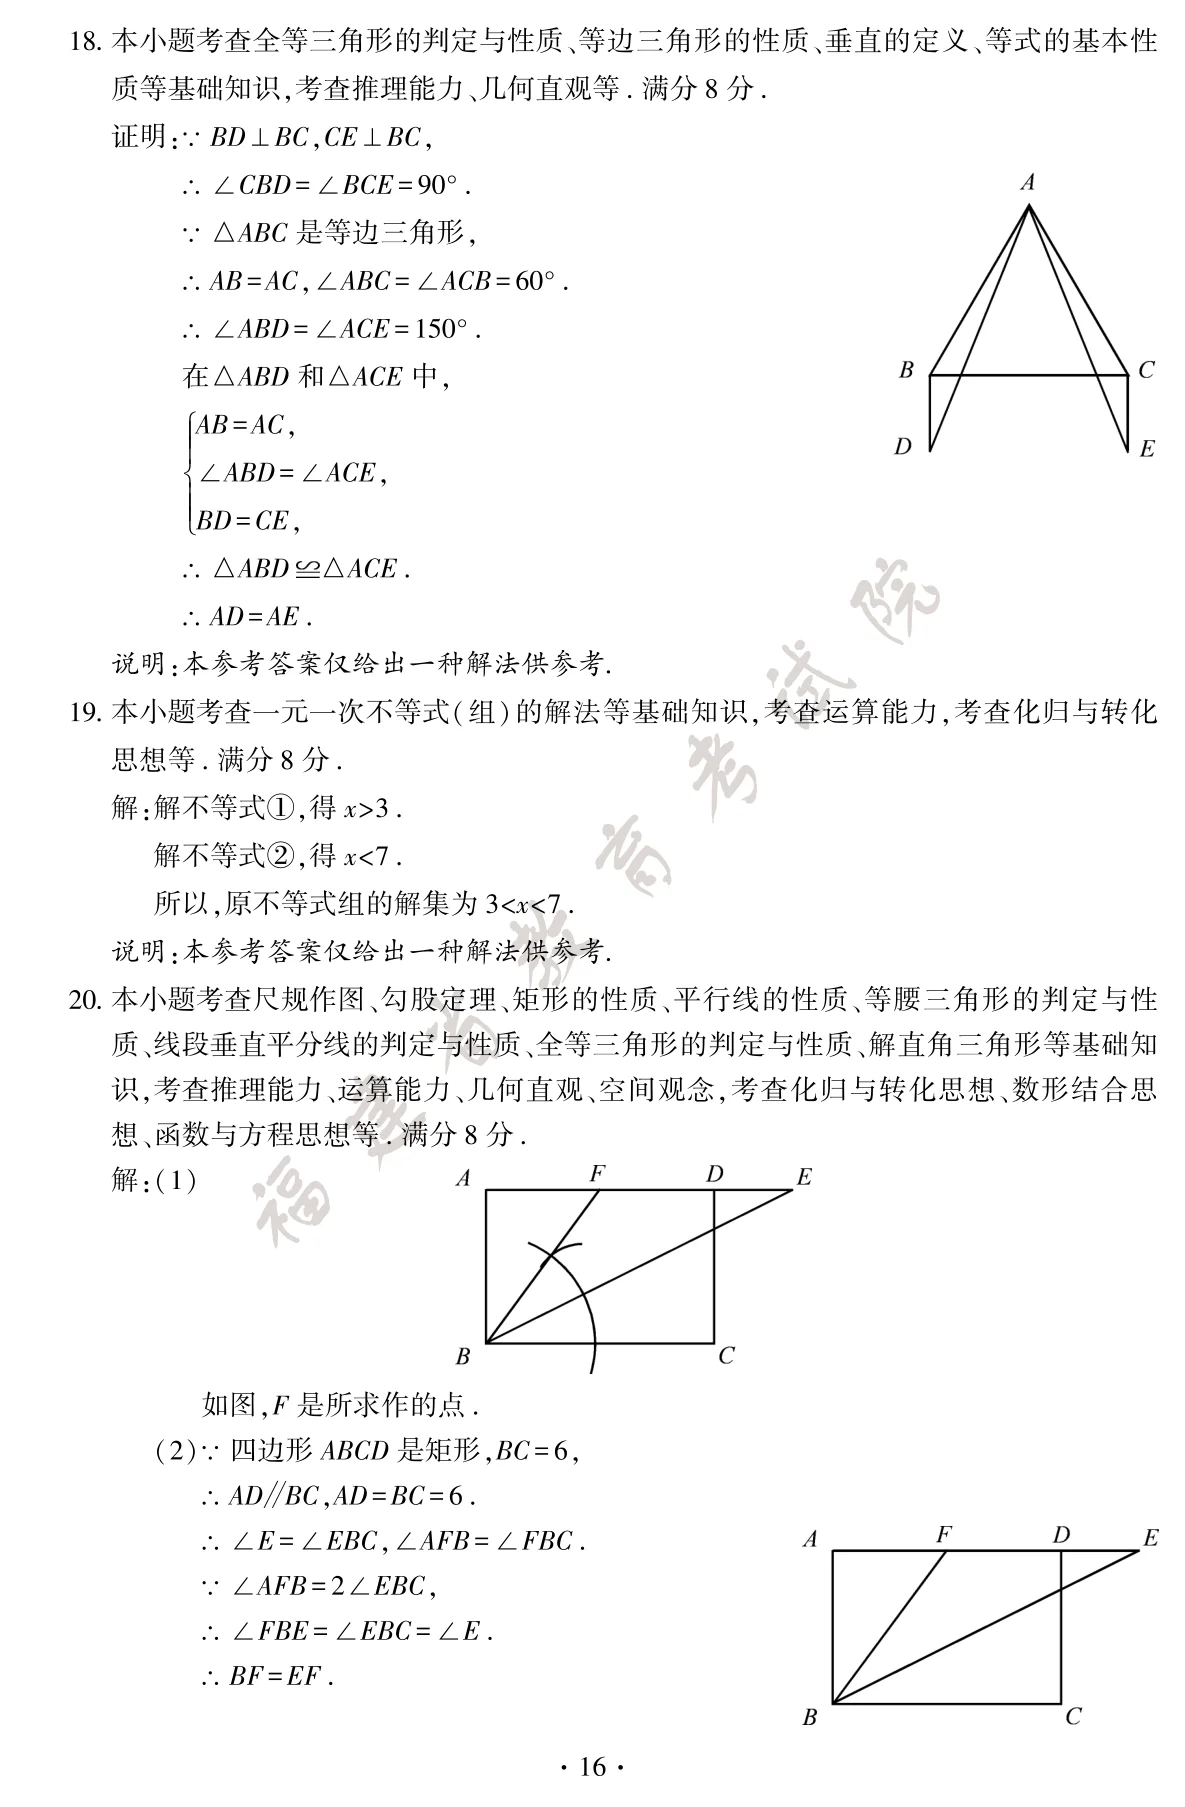 18. 本小题考查全等三角形的判定与性质、等边三角形的性质、垂直的定义、等式的基本性
质等基础知识,考查推理能力、几何直观等.满分8分.
证明:∵ BD⊥BC,CE⊥BC,
∴ ∠CBD=∠BCE=90°.
∵ △ABC 是等边三角形,
∴ AB=AC,∠ABC=∠ACB=60°.
∴ ∠ABD=∠ACE=150°.
在△ABD 和△ACE 中,
AB=AC,
∠ABD=∠ACE,
BD=CE,
∴ △ABD≌△ACE.
∴ AD=AE.
A
B
C
D
E
说明:本参考答案仅给出一种解法供参考.
19. 本小题考查一元一次不等式(组)的解法等基础知识,考查运算能力,考查化归与转化
思想等.满分8分.
解:解不等式①,得 x>3.
解不等式②,得 x<7.
所以,原不等式组的解集为 3<x<7.
说明:本参考答案仅给出一种解法供参考.
20. 本小题考查尺规作图、勾股定理、矩形的性质、平行线的性质、等腰三角形的判定与性
质、线段垂直平分线的判定与性质、全等三角形的判定与性质、解直角三角形等基础知
识,考查推理能力、运算能力、几何直观、空间观念,考查化归与转化思想、数形结合思
想、函数与方程思想等.满分8分.
解:(1)
A
F
D
E
B
C
如图,F 是所求作的点.
(2)∵ 四边形 ABCD 是矩形,BC=6,
∴ AD∥BC,AD=BC=6.
∴ ∠E=∠EBC,∠AFB=∠FBC.
∵ ∠AFB=2∠EBC,
∴ ∠FBE=∠EBC=∠E.
∴ BF=EF.
A
F
D
E
B
C
福建省教育考试院
· 16 ·